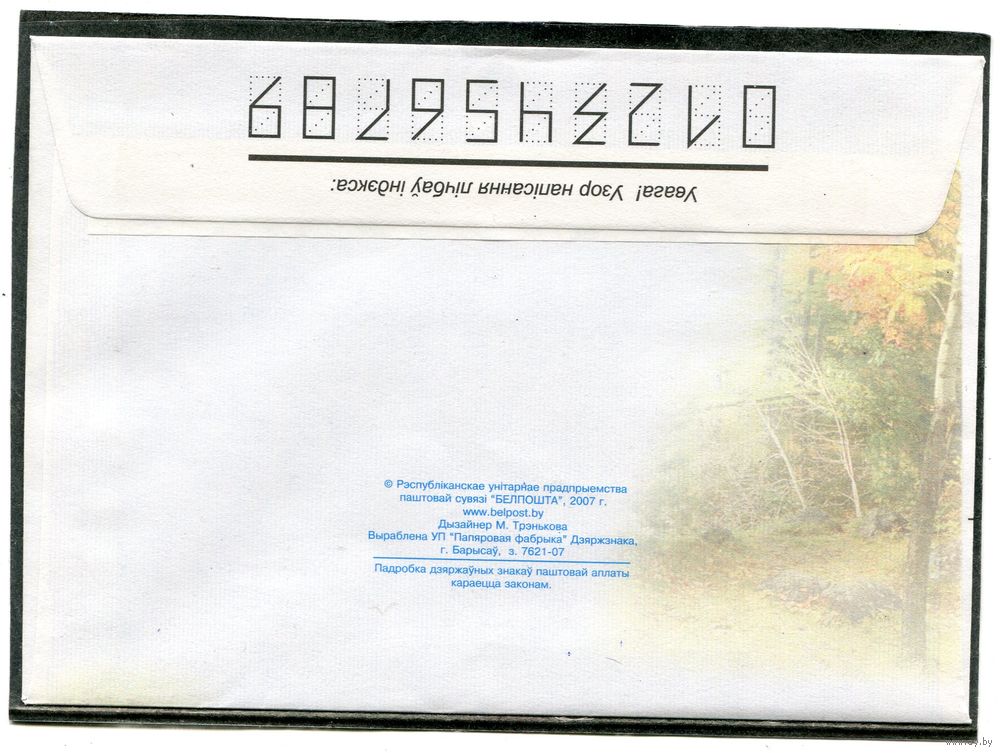 Увага! Узор напісання лічбаў індэкса:
0123456789
© Рэспубліканскае унітарнае прадпрыемства
паштовай сувязі "БЕЛПОШТА", 2007 г.
www.belpost.by
Дызайнер М. Трэнькова
Выраблена УП "Папяровая фабрыка" Дзяржзнака,
г. Барысаў, з. 7621-07
Падробка дзяржаўных знакаў паштовай аплаты
караецца законам.